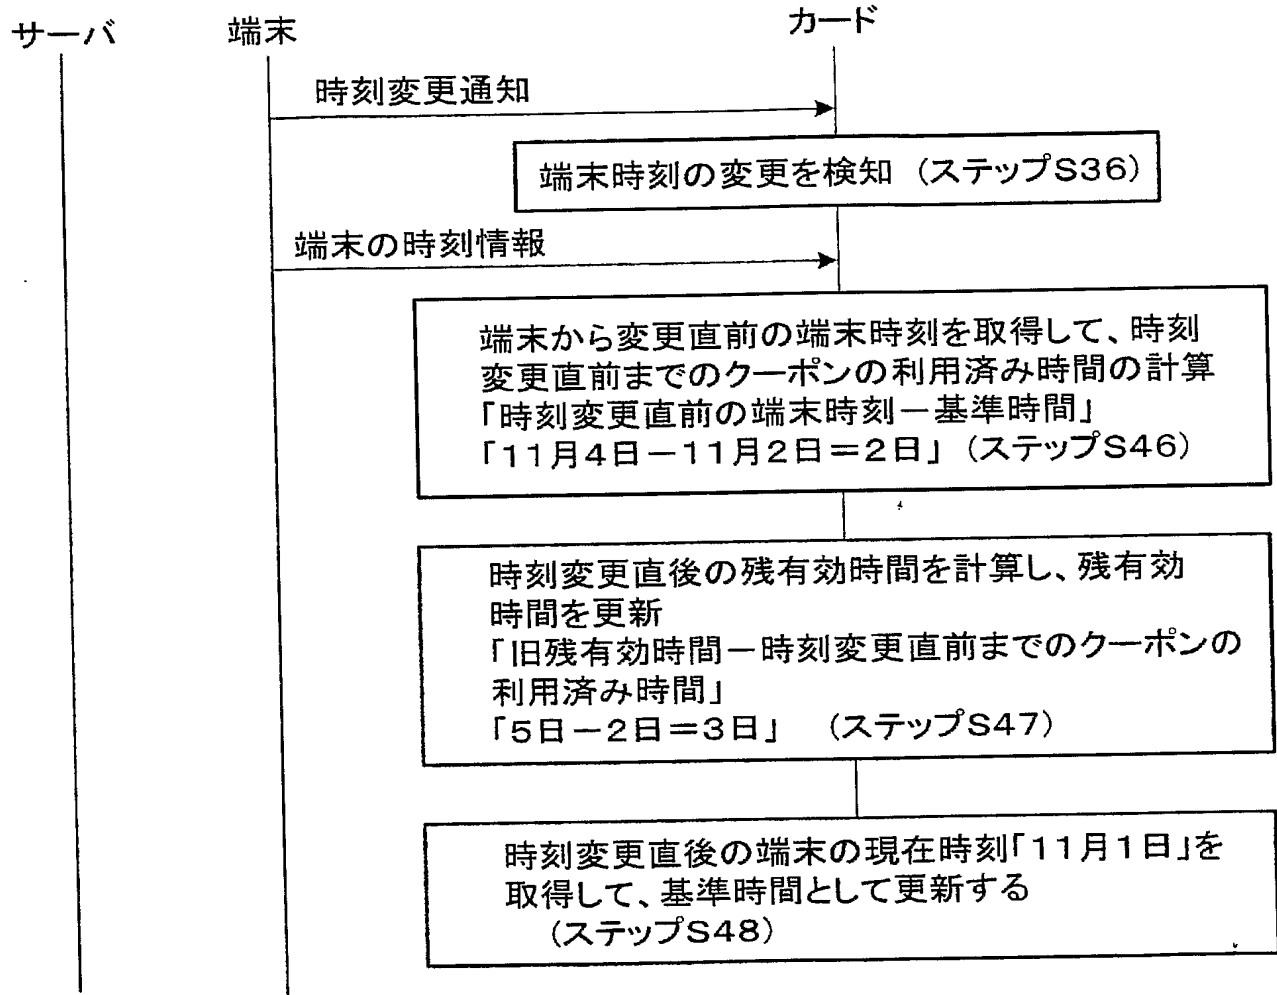 サーバ
端末
カード
時刻変更通知
端末時刻の変更を検知（ステップS36）
端末の時刻情報
端末から変更直前の端末時刻を取得して、時刻
変更直前までのクーポンの利用済み時間の計算
「時刻変更直前の端末時刻－基準時間」
「11月4日－11月2日＝2日」（ステップS46）
時刻変更直後の残有効時間を計算し、残有効
時間を更新
「旧残有効時間－時刻変更直前までのクーポンの
利用済み時間」
「5日－2日＝3日」　（ステップS47）
時刻変更直後の端末の現在時刻「11月1日」を
取得して、基準時間として更新する
（ステップS48）